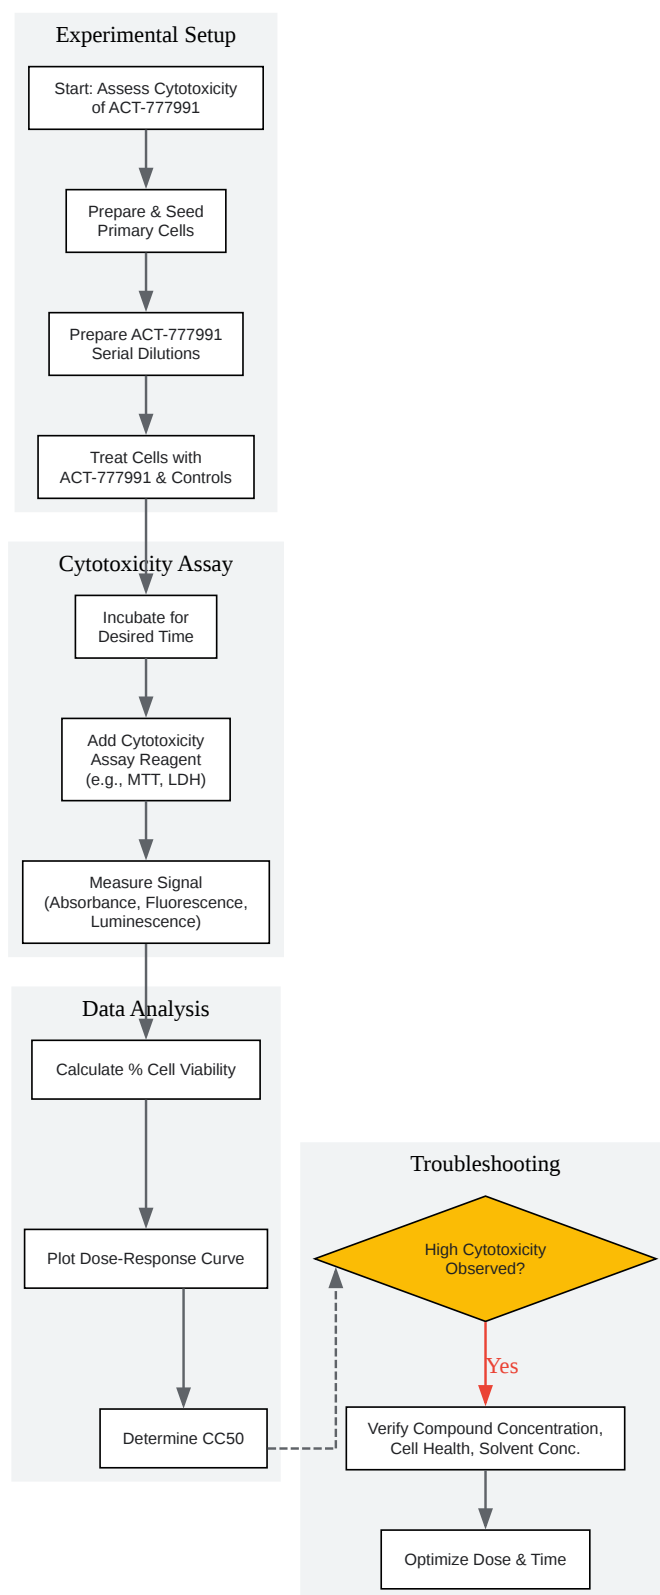 Experimental Setup
Start: Assess Cytotoxicity
of ACT-777991
Prepare & Seed
Primary Cells
Prepare ACT-777991
Serial Dilutions
Treat Cells with
ACT-777991 & Controls
Cytotoxicity Assay
Incubate for
Desired Time
Add Cytotoxicity
Assay Reagent
(e.g., MTT, LDH)
Measure Signal
(Absorbance, Fluorescence,
Luminescence)
Data Analysis
Calculate % Cell Viability
Plot Dose-Response Curve
Determine CC50
Troubleshooting
High Cytotoxicity
Observed?
Yes
Verify Compound Concentration,
Cell Health, Solvent Conc.
Optimize Dose & Time